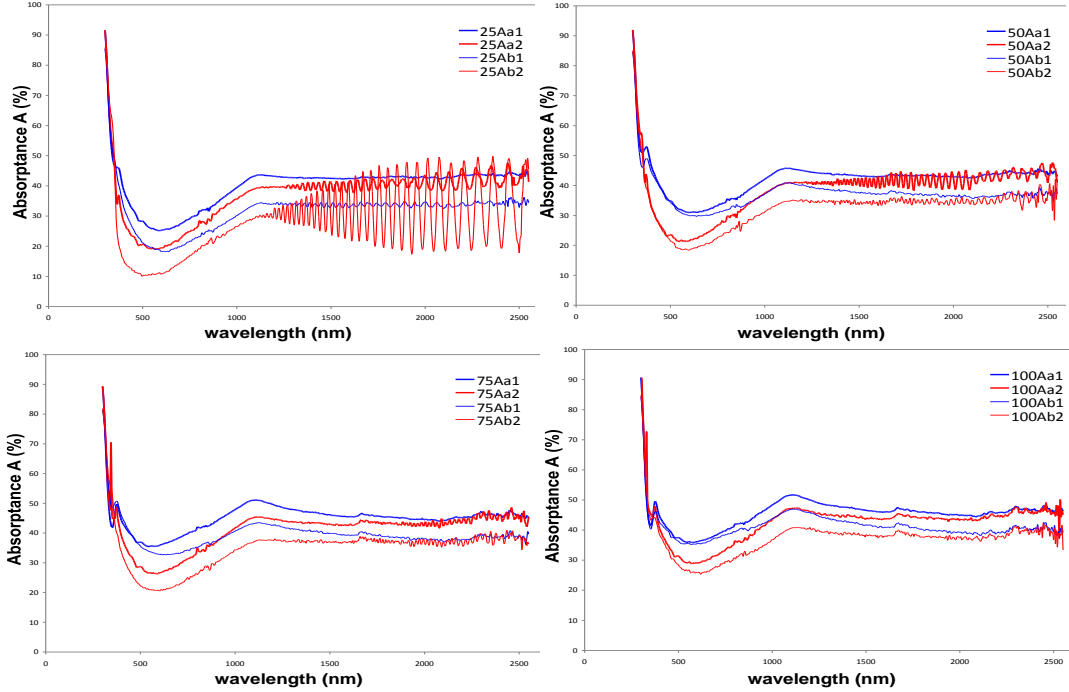 25Aa1
25Aa2
25Ab1
25Ab2
Absorptance A (%)
100
90
80
70
60
50
40
30
20
10
0
0
500
1000
1500
2000
2500
wavelength (nm)
50Aa1
50Aa2
50Ab1
50Ab2
Absorptance A (%)
100
90
80
70
60
50
40
30
20
10
0
0
500
1000
1500
2000
2500
wavelength (nm)
75Aa1
75Aa2
75Ab1
75Ab2
Absorptance A (%)
100
90
80
70
60
50
40
30
20
10
0
0
500
1000
1500
2000
2500
wavelength (nm)
100Aa1
100Aa2
100Ab1
100Ab2
Absorptance A (%)
100
90
80
70
60
50
40
30
20
10
0
0
500
1000
1500
2000
2500
wavelength (nm)